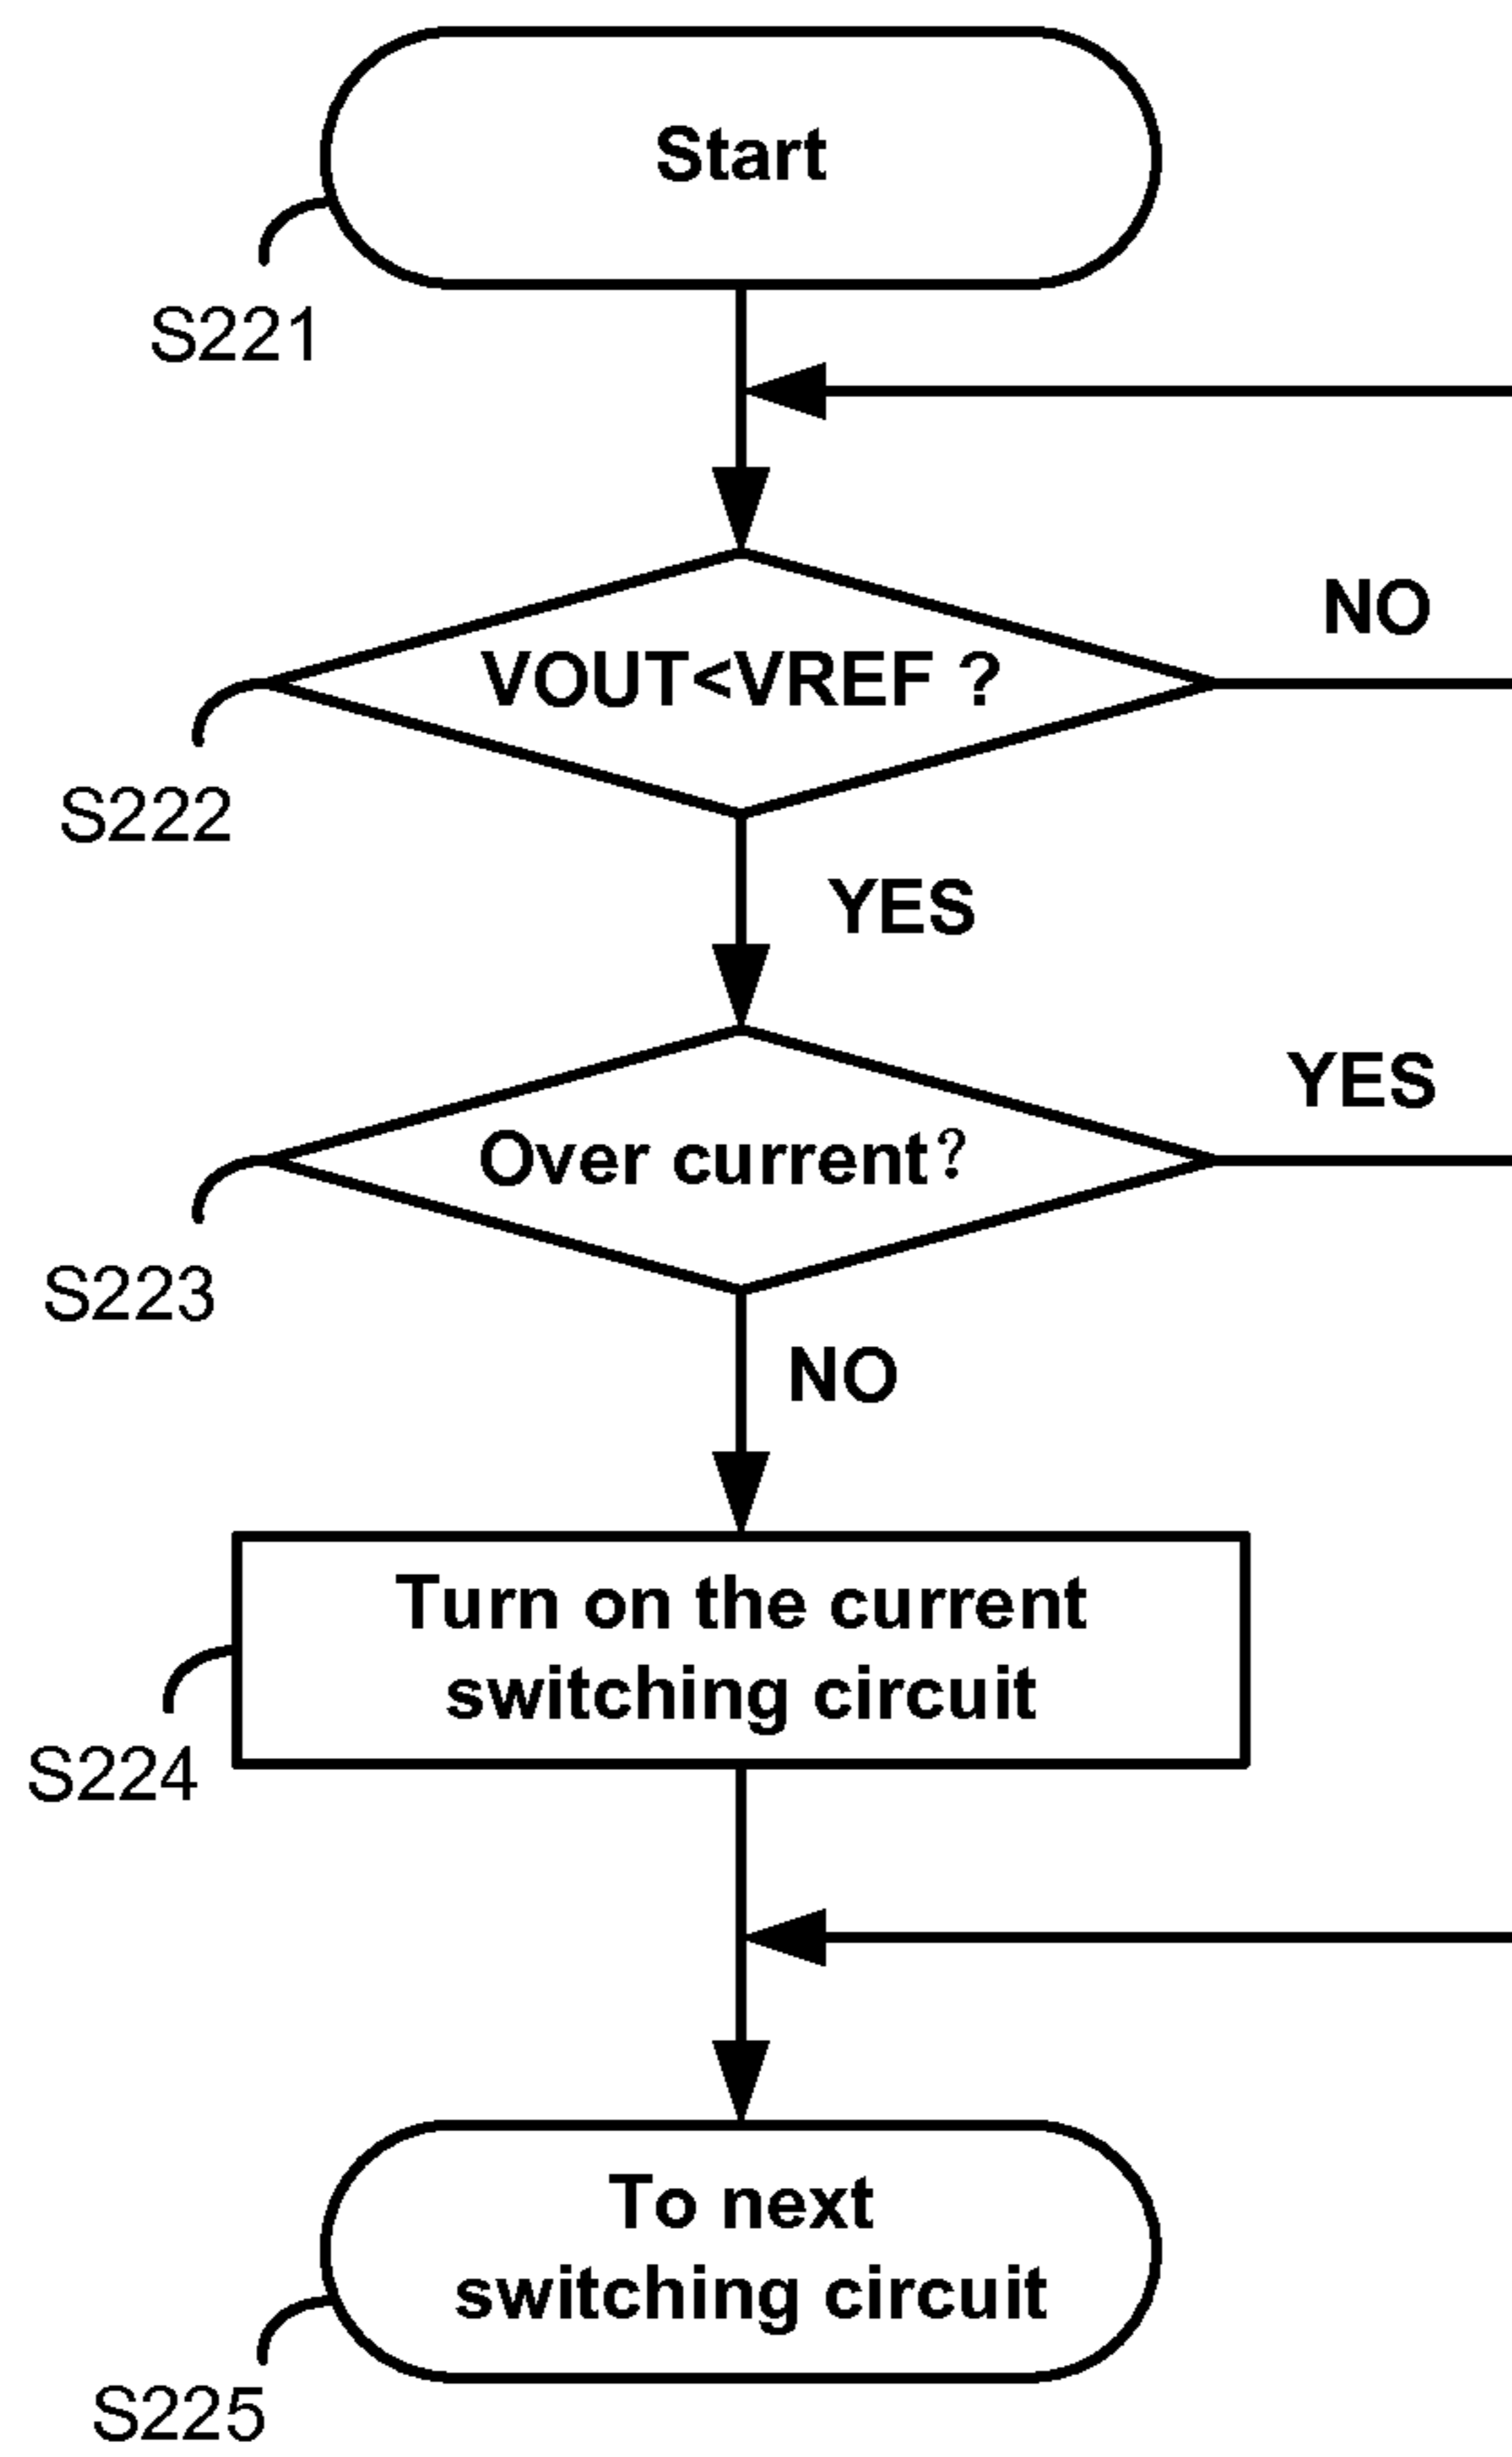 Start
S221
NO
VOUT<VREF ?
S222
YES
YES
Over current?
S223
NO
Turn on the current
switching circuit
S224
To next
switching circuit
S225